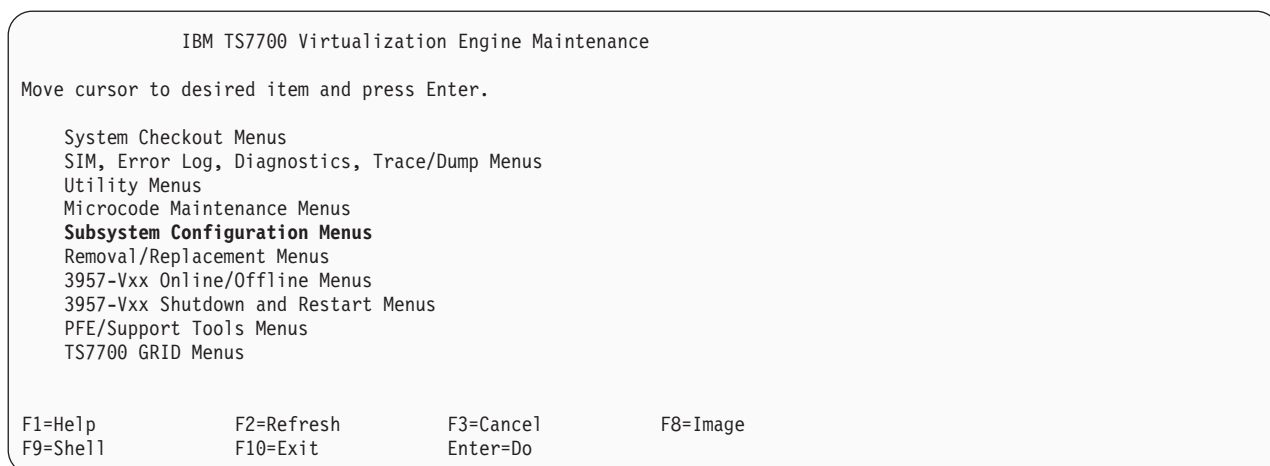 IBM TS7700 Virtualization Engine Maintenance
Move cursor to desired item and press Enter.
System Checkout Menus
SIM, Error Log, Diagnostics, Trace/Dump Menus
Utility Menus
Microcode Maintenance Menus
Subsystem Configuration Menus
Removal/Replacement Menus
3957-Vxx Online/Offline Menus
3957-Vxx Shutdown and Restart Menus
PFE/Support Tools Menus
TS7700 GRID Menus
F1=Help F2=Refresh F3=Cancel F8=Image
F9=Shell F10=Exit Enter=Do